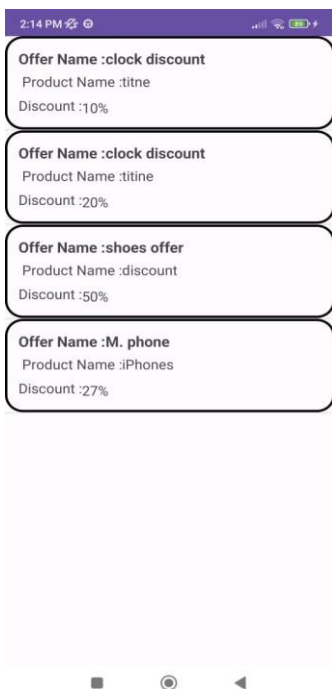 2:14 PM
89
Offer Name :clock discount
Product Name :titne
Discount :10%
Offer Name :clock discount
Product Name :titine
Discount :20%
Offer Name :shoes offer
Product Name :discount
Discount :50%
Offer Name :M. phone
Product Name :iPhones
Discount :27%